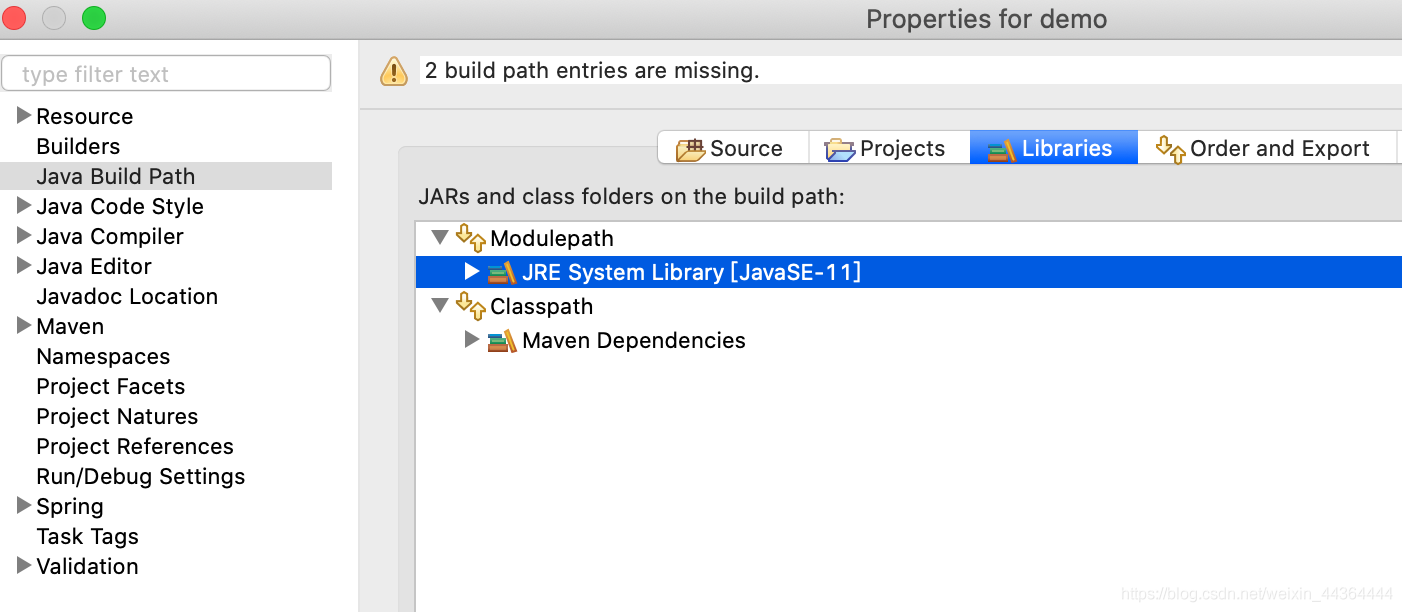 Properties for demo
type filter text
Resource
Builders
Java Build Path
Java Code Style
Java Compiler
Java Editor
Javadoc Location
Maven
Namespaces
Project Facets
Project Natures
Project References
Run/Debug Settings
Spring
Task Tags
Validation
2 build path entries are missing.
Source
Projects
Libraries
Order and Export
JARs and class folders on the build path:
Modulepath
JRE System Library [JavaSE-11]
Classpath
Maven Dependencies
https://blog.csdn.net/weixin_44364444